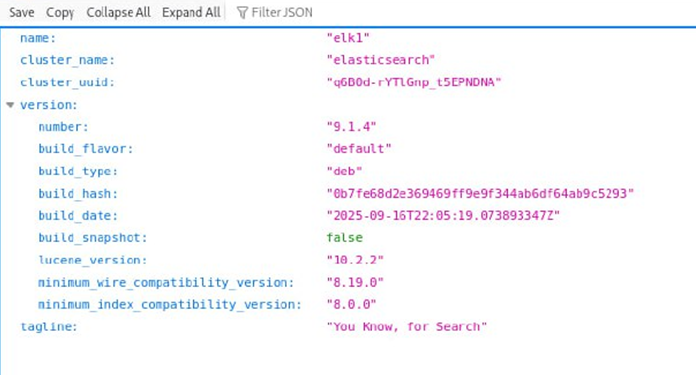 Save Copy Collapse All Expand All Filter JSON
name: "elk1"
cluster_name: "elasticsearch"
cluster_uuid: "q6B0d-rYTlGnp_t5EPNDNA"
version:
number: "9.1.4"
build_flavor: "default"
build_type: "deb"
build_hash: "0b7fe68d2e369469ff9e9f344ab6df64ab9c5293"
build_date: "2025-09-16T22:05:19.073893347Z"
build_snapshot: false
lucene_version: "10.2.2"
minimum_wire_compatibility_version: "8.19.0"
minimum_index_compatibility_version: "8.0.0"
tagline: "You Know, for Search"